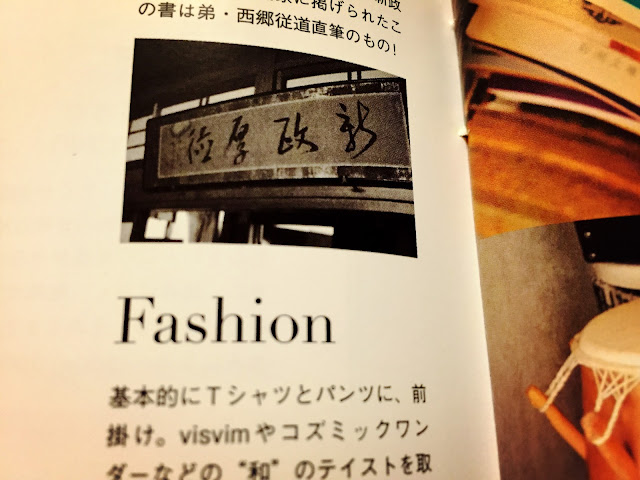 新政
に掲げられたこ
の書は弟・西郷従道直筆のもの!
新政厚徳
Fashion
基本的にTシャツとパンツに、前
掛け。visvimやコズミックワン
ダーなどの“和”のテイストを取